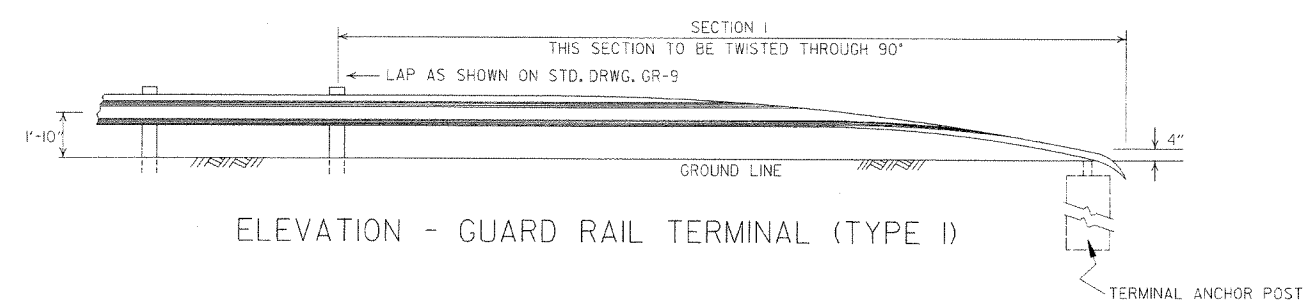 SECTION I
THIS SECTION TO BE TWISTED THROUGH 90°
LAP AS SHOWN ON STD. DRWG. GR-9
1'-10"
4"
GROUND LINE
ELEVATION - GUARD RAIL TERMINAL (TYPE I)
TERMINAL ANCHOR POST